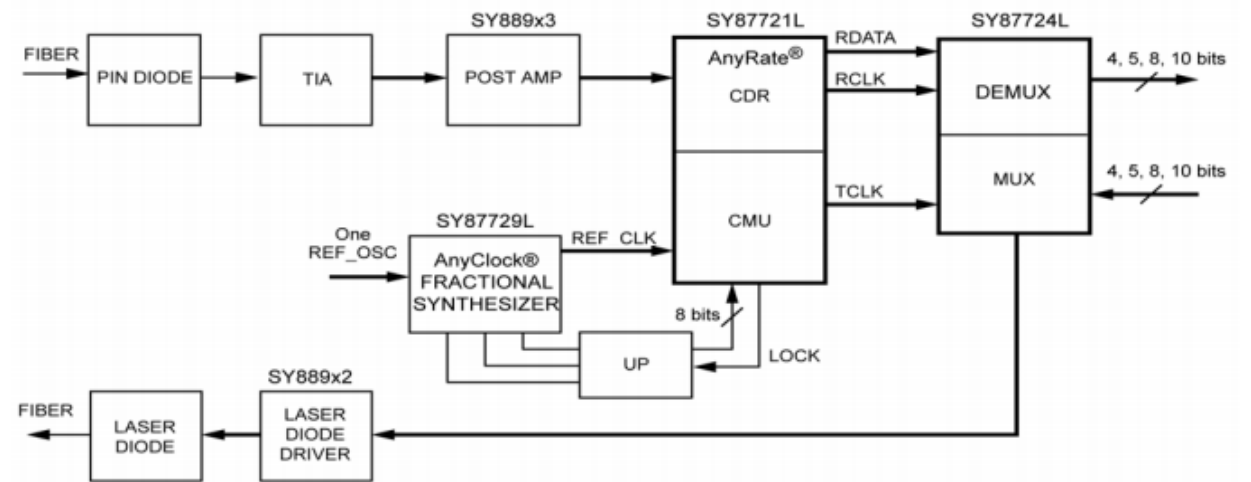 SY889x3
SY87721L
SY87724L
FIBER
PIN DIODE
TIA
POST AMP
AnyRate®
CDR
RDATA
RCLK
DEMUX
4, 5, 8, 10 bits
MUX
4, 5, 8, 10 bits
CMU
TCLK
SY87729L
One
REF_OSC
AnyClock®
FRACTIONAL
SYNTHESIZER
REF_CLK
8 bits
UP
LOCK
SY889x2
FIBER
LASER
DIODE
LASER
DIODE
DRIVER